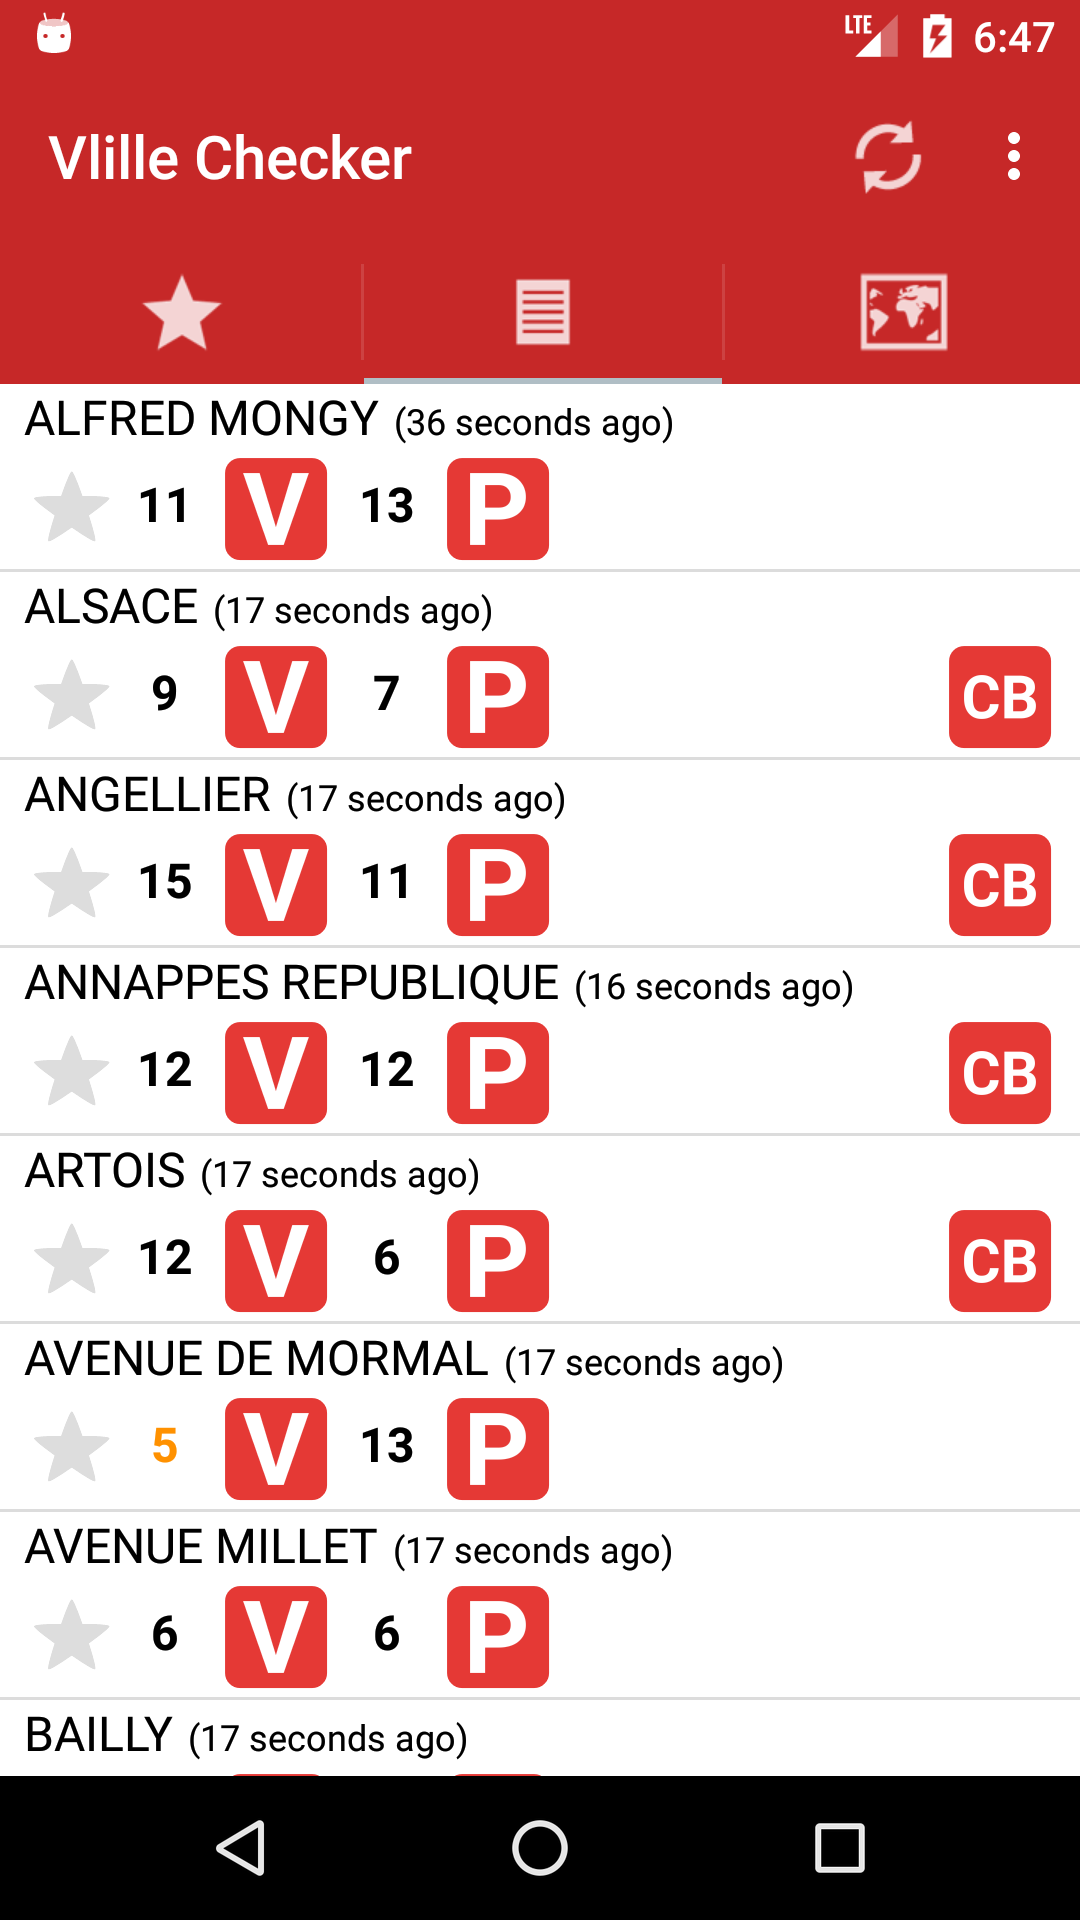 LTE 6:47
Vlille Checker
ALFRED MONGY (36 seconds ago)
11 V 13 P
ALSACE (17 seconds ago)
9 V 7 P CB
ANGELLIER (17 seconds ago)
15 V 11 P CB
ANNAPPES REPUBLIQUE (16 seconds ago)
12 V 12 P CB
ARTOIS (17 seconds ago)
12 V 6 P CB
AVENUE DE MORMAL (17 seconds ago)
5 V 13 P
AVENUE MILLET (17 seconds ago)
6 V 6 P
BAILLY (17 seconds ago)